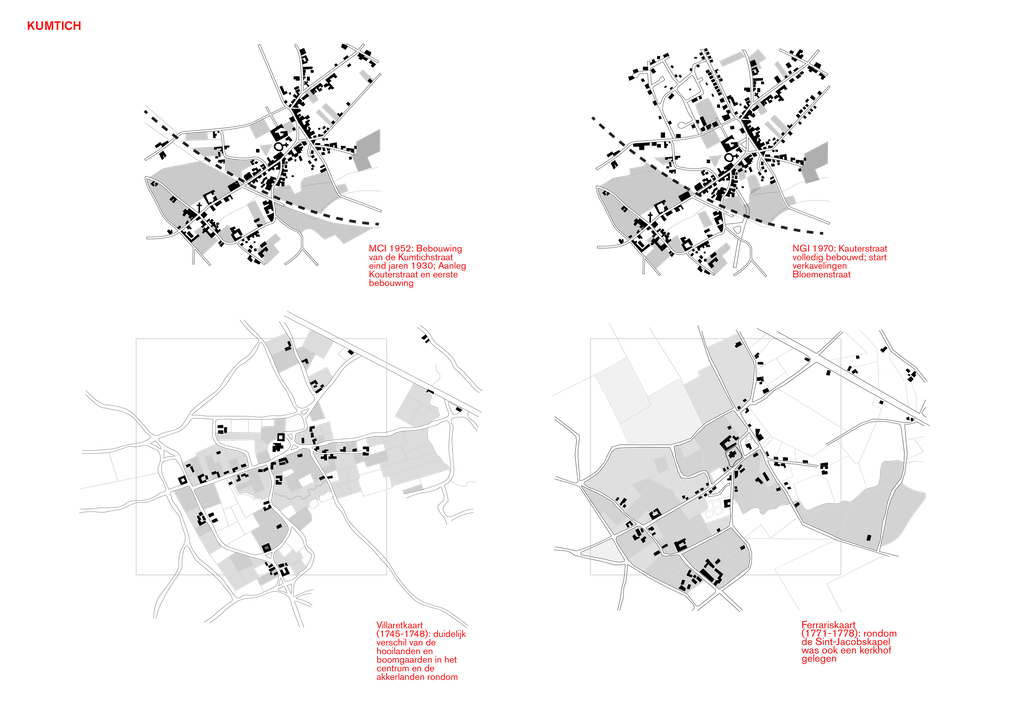 KUMTICH
MCI 1952: Bebouwing
van de Kumtichstraat
eind jaren 1930; Aanleg
Kouterstraat en eerste
bebouwing
NGI 1970: Kauterstraat
volledig bebouwd; start
verkavelingen
Bloemenstraat
Villaretkaart
(1745-1748): duidelijk
verschil van de
hooilanden en
boomgaarden in het
centrum en de
akkerlanden rondom
Ferrariskaart
(1771-1778): rondom
de Sint-Jacobskapel
was ook een kerkhof
gelegen